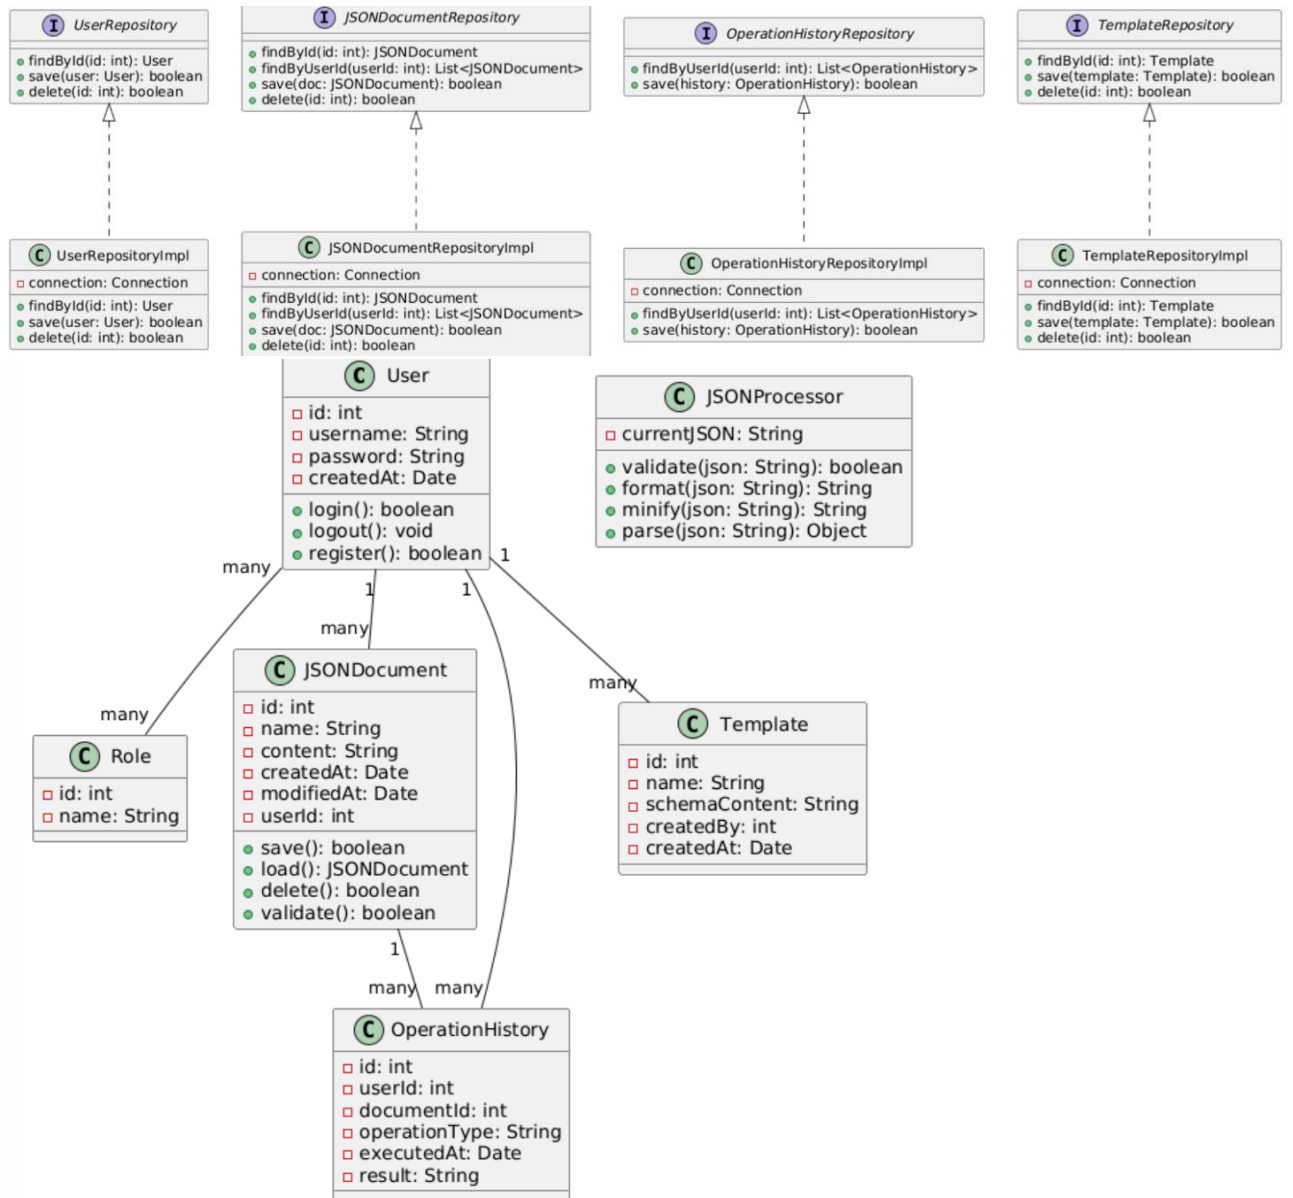 I UserRepository
findById(id: int): User
save(user: User): boolean
delete(id: int): boolean
I JSONDocumentRepository
findById(id: int): JSONDocument
findByUserId(userId: int): List<JSONDocument>
save(doc: JSONDocument): boolean
delete(id: int): boolean
I OperationHistoryRepository
findByUserId(userId: int): List<OperationHistory>
save(history: OperationHistory): boolean
I TemplateRepository
findById(id: int): Template
save(template: Template): boolean
delete(id: int): boolean
C UserRepositoryImpl
connection: Connection
findById(id: int): User
save(user: User): boolean
delete(id: int): boolean
C JSONDocumentRepositoryImpl
connection: Connection
findById(id: int): JSONDocument
findByUserId(userId: int): List<JSONDocument>
save(doc: JSONDocument): boolean
delete(id: int): boolean
C OperationHistoryRepositoryImpl
connection: Connection
findByUserId(userId: int): List<OperationHistory>
save(history: OperationHistory): boolean
C TemplateRepositoryImpl
connection: Connection
findById(id: int): Template
save(template: Template): boolean
delete(id: int): boolean
C User
id: int
username: String
password: String
createdAt: Date
login(): boolean
logout(): void
register(): boolean
C JSONProcessor
currentJSON: String
validate(json: String): boolean
format(json: String): String
minify(json: String): String
parse(json: String): Object
many
1
1
1
many
many
many
C Role
id: int
name: String
C JSONDocument
id: int
name: String
content: String
createdAt: Date
modifiedAt: Date
userId: int
save(): boolean
load(): JSONDocument
delete(): boolean
validate(): boolean
C Template
id: int
name: String
schemaContent: String
createdBy: int
createdAt: Date
1
many
many
C OperationHistory
id: int
userId: int
documentId: int
operationType: String
executedAt: Date
result: String